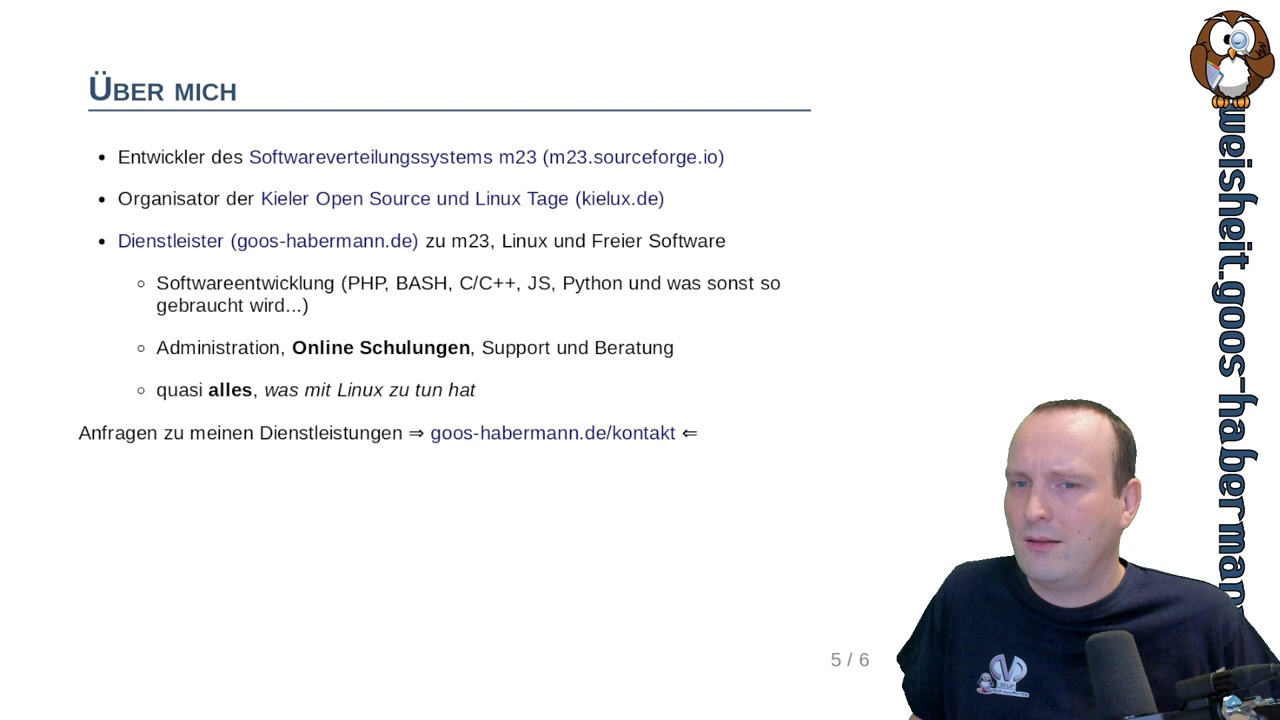 Über mich
• Entwickler des Softwareverteilungssystems m23 (m23.sourceforge.io)
• Organisator der Kieler Open Source und Linux Tage (kielux.de)
• Dienstleister (goos-habermann.de) zu m23, Linux und Freier Software
◦ Softwareentwicklung (PHP, BASH, C/C++, JS, Python und was sonst so
gebraucht wird...)
◦ Administration, Online Schulungen, Support und Beratung
◦ quasi alles, was mit Linux zu tun hat
Anfragen zu meinen Dienstleistungen ⇒ goos-habermann.de/kontakt ⇐
5 / 6
weisheit.goos-haberman